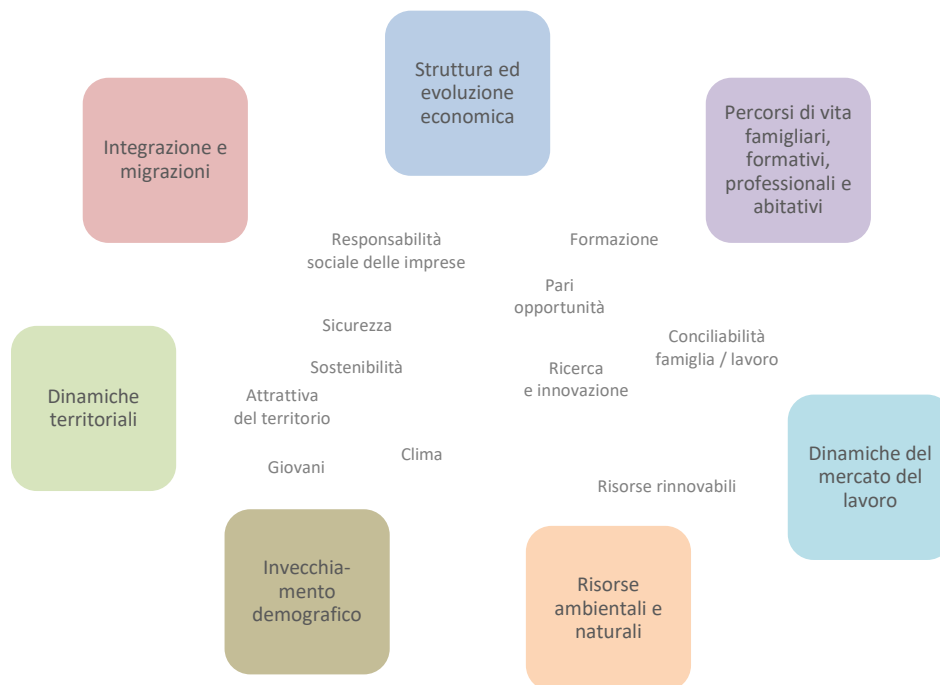 Struttura ed
evoluzione
economica
Integrazione e
migrazioni
Percorsi di vita
famigliari,
formativi,
professionali e
abitativi
Responsabilità
sociale delle imprese
Formazione
Pari
opportunità
Sicurezza
Conciliabilità
famiglia / lavoro
Sostenibilità
Ricerca
e innovazione
Dinamiche
territoriali
Attrattiva
del territorio
Clima
Giovani
Risorse rinnovabili
Dinamiche del
mercato del
lavoro
Invecchia-
mento
demografico
Risorse
ambientali e
naturali